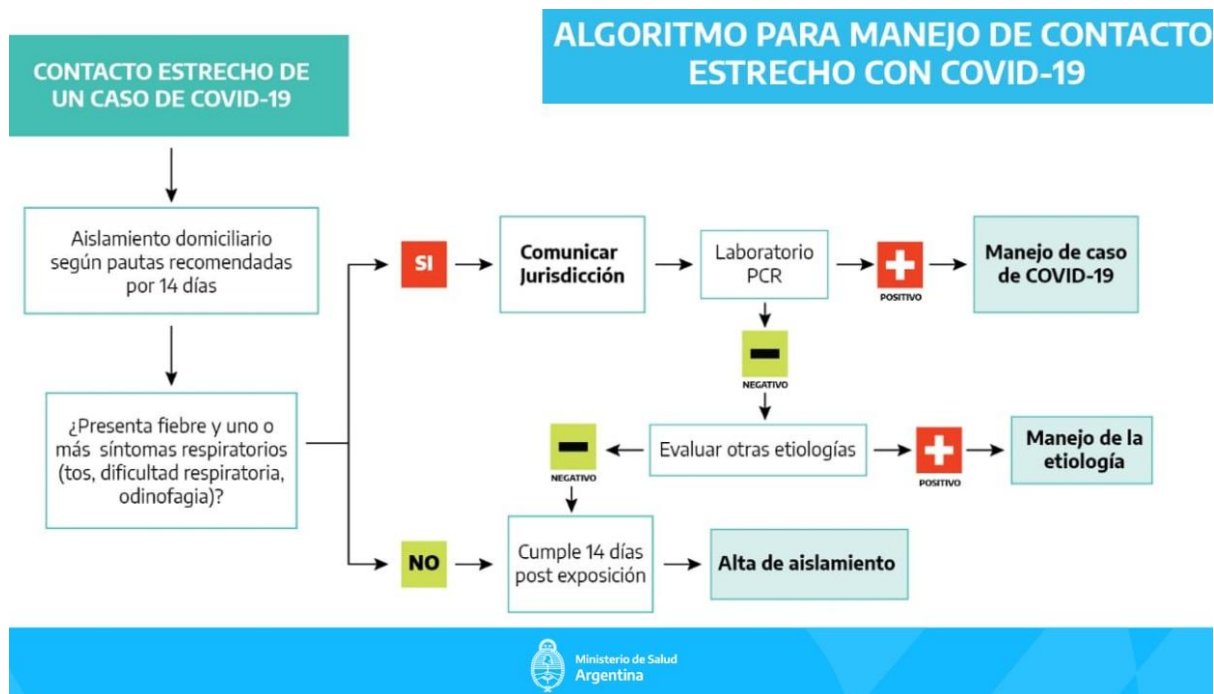 ALGORITMO PARA MANEJO DE CONTACTO
ESTRECHO CON COVID-19
CONTACTO ESTRECHO DE
UN CASO DE COVID-19
Aislamiento domiciliario
según pautas recomendadas
por 14 días
¿Presenta fiebre y uno o
más síntomas respiratorios
(tos, dificultad respiratoria,
odinofagia)?
SI
Comunicar
Jurisdicción
Laboratorio
PCR
POSITIVO
Manejo de caso
de COVID-19
NEGATIVO
Evaluar otras etiologías
POSITIVO
Manejo de la
etiología
NEGATIVO
NO
Cumple 14 días
post exposición
Alta de aislamiento
Ministerio de Salud
Argentina